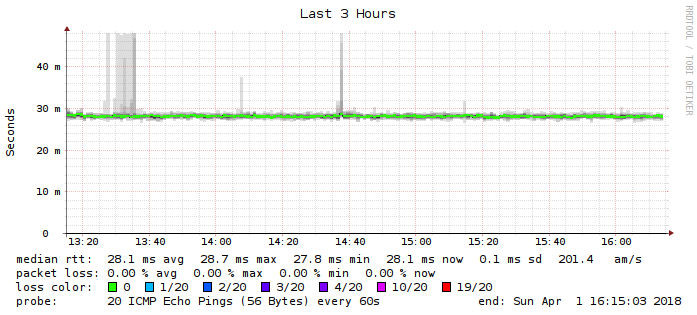 Last 3 Hours
RRDTOOL / TOBI OETIKER
Seconds
40 m
30 m
20 m
10 m
0
13:20 13:40 14:00 14:20 14:40 15:00 15:20 15:40 16:00
median rtt: 28.1 ms avg 28.7 ms max 27.8 ms min 28.1 ms now 0.1 ms sd 201.4 am/s
packet loss: 0.00 % avg 0.00 % max 0.00 % min 0.00 % now
loss color: 0 1/20 2/20 3/20 4/20 10/20 19/20
probe: 20 ICMP Echo Pings (56 Bytes) every 60s end: Sun Apr 1 16:15:03 2018